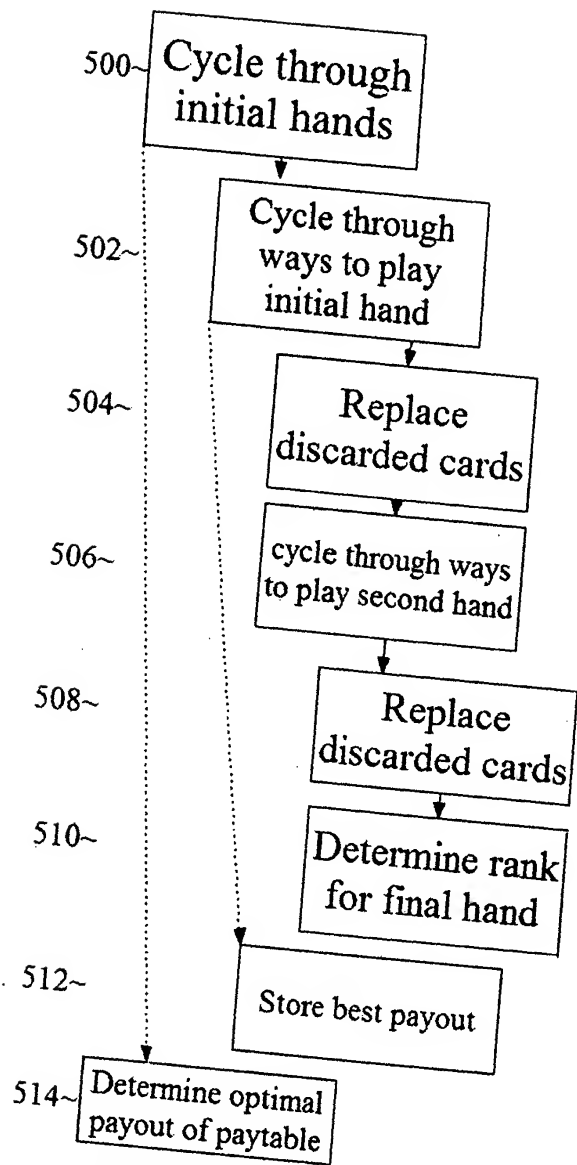 500~
Cycle through
initial hands
502~
Cycle through
ways to play
initial hand
504~
Replace
discarded cards
506~
cycle through ways
to play second hand
508~
Replace
discarded cards
510~
Determine rank
for final hand
512~
Store best payout
514~
Determine optimal
payout of paytable